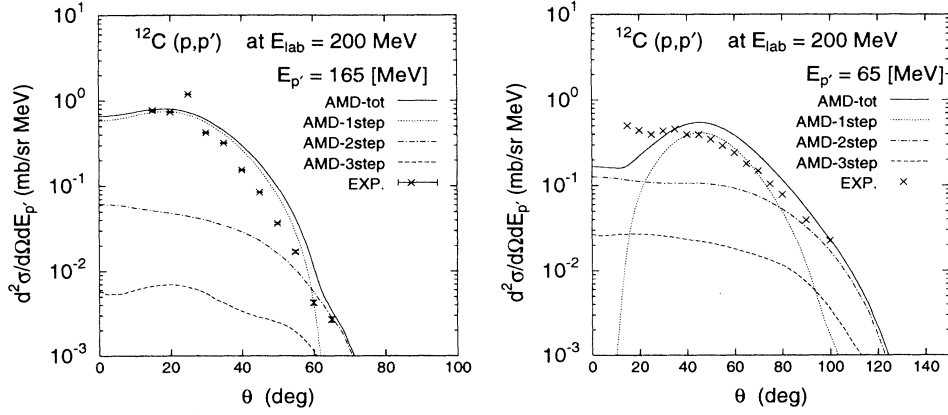 ¹²C (p,p′) at E_lab = 200 MeV
E_p′ = 165 [MeV]
AMD-tot
AMD-1step
AMD-2step
AMD-3step
EXP.
10¹
10⁰
10⁻¹
10⁻²
10⁻³
d²σ/dΩdE_p′ (mb/sr MeV)
0 20 40 60 80 100
θ (deg)
¹²C (p,p′) at E_lab = 200 MeV
E_p′ = 65 [MeV]
AMD-tot
AMD-1step
AMD-2step
AMD-3step
EXP.
10¹
10⁰
10⁻¹
10⁻²
10⁻³
d²σ/dΩdE_p′ (mb/sr MeV)
0 20 40 60 80 100 120 140
θ (deg)